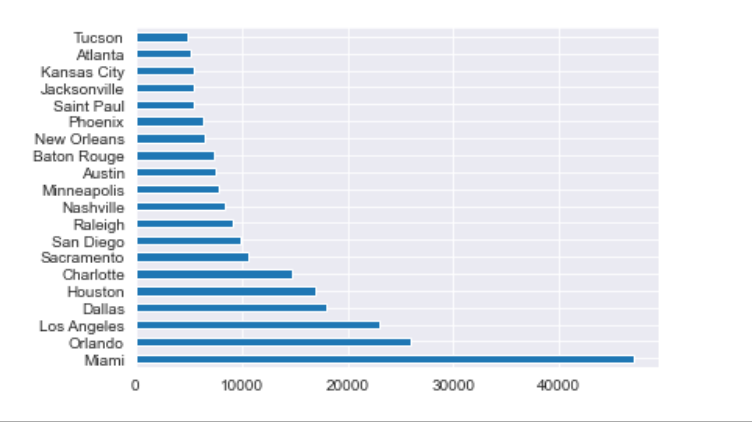 Tucson
Atlanta
Kansas City
Jacksonville
Saint Paul
Phoenix
New Orleans
Baton Rouge
Austin
Minneapolis
Nashville
Raleigh
San Diego
Sacramento
Charlotte
Houston
Dallas
Los Angeles
Orlando
Miami
0 10000 20000 30000 40000